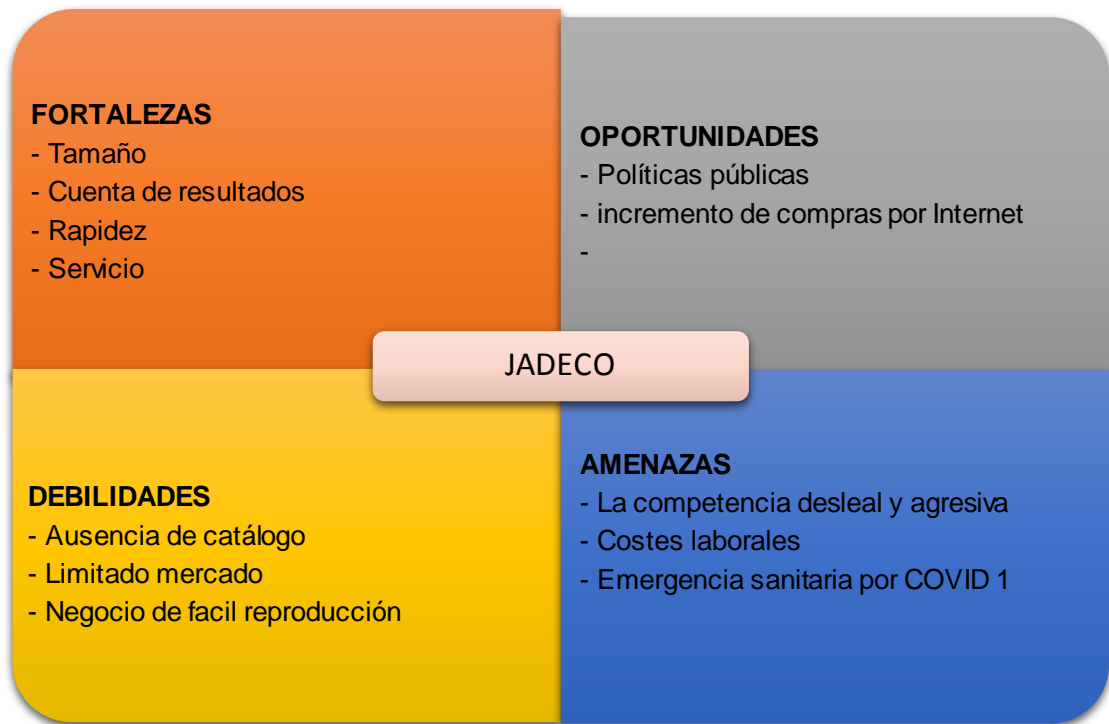 FORTALEZAS
- Tamaño
- Cuenta de resultados
- Rapidez
- Servicio
OPORTUNIDADES
- Políticas públicas
- incremento de compras por Internet
-
JADECO
DEBILIDADES
- Ausencia de catálogo
- Limitado mercado
- Negocio de facil reproducción
AMENAZAS
- La competencia desleal y agresiva
- Costes laborales
- Emergencia sanitaria por COVID 1